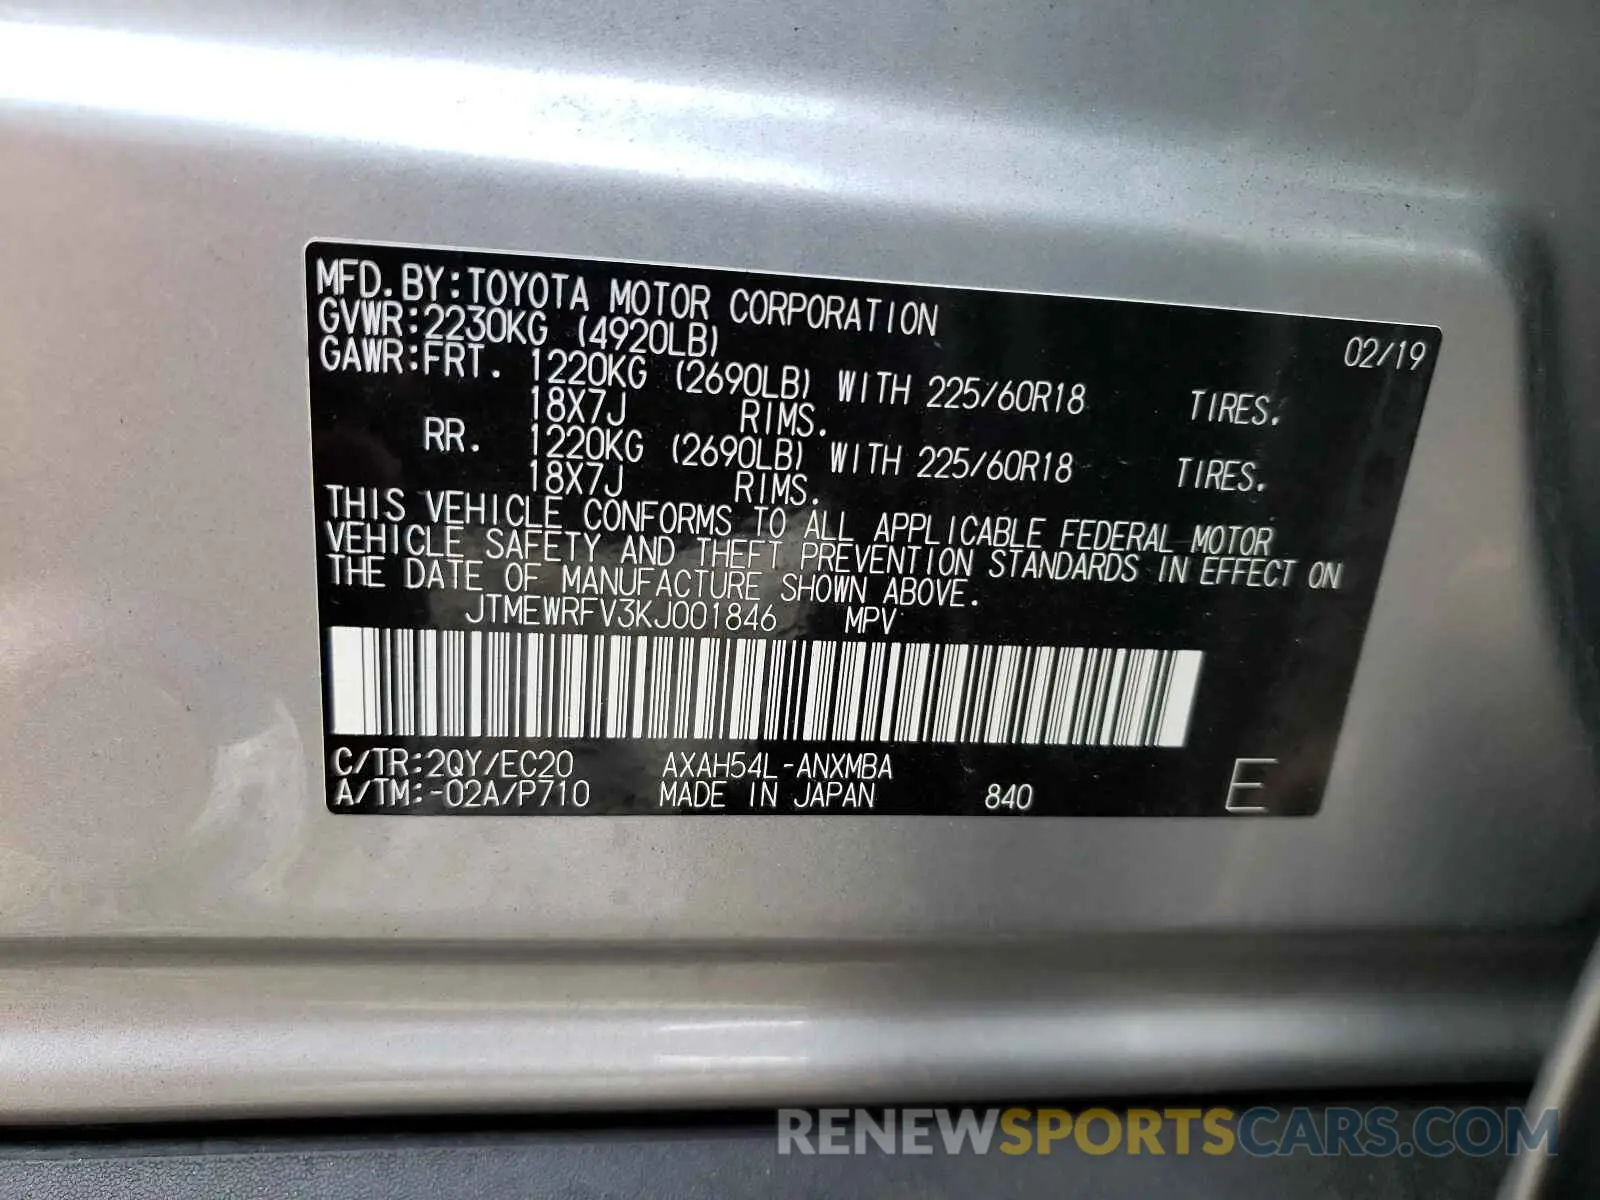 MFD. BY: TOYOTA MOTOR CORPORATION 02/19
GVWR: 2230KG (4920LB)
GAWR: FRT. 1220KG (2690LB) WITH 225/60R18 TIRES.
18X7J RIMS.
RR. 1220KG (2690LB) WITH 225/60R18 TIRES.
18X7J RIMS.
THIS VEHICLE CONFORMS TO ALL APPLICABLE FEDERAL MOTOR
VEHICLE SAFETY AND THEFT PREVENTION STANDARDS IN EFFECT ON
THE DATE OF MANUFACTURE SHOWN ABOVE.
JTMEWRFV3KJ001846 MPV
C/TR: 2QY/EC20 AXAH54L-ANXMBA
A/TM: -02A/P710 MADE IN JAPAN 840 E
RENEWSPORTSCARS.COM